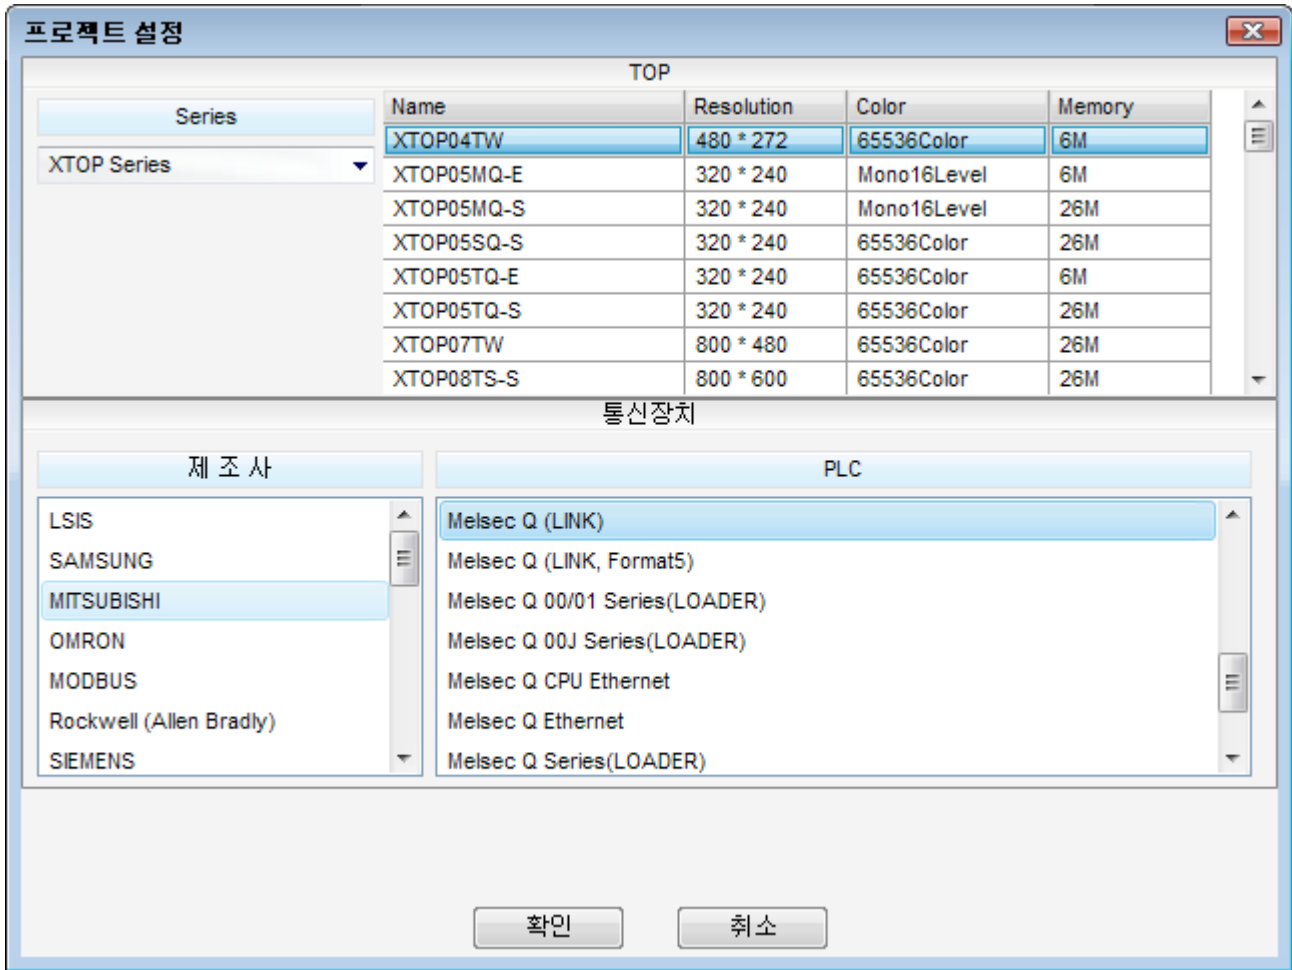 프로젝트 설정
TOP
Series
XTOP Series
Name Resolution Color Memory
XTOP04TW 480 * 272 65536Color 6M
XTOP05MQ-E 320 * 240 Mono16Level 6M
XTOP05MQ-S 320 * 240 Mono16Level 26M
XTOP05SQ-S 320 * 240 65536Color 26M
XTOP05TQ-E 320 * 240 65536Color 6M
XTOP05TQ-S 320 * 240 65536Color 26M
XTOP07TW 800 * 480 65536Color 26M
XTOP08TS-S 800 * 600 65536Color 26M
통신장치
제 조 사
LSIS
SAMSUNG
MITSUBISHI
OMRON
MODBUS
Rockwell (Allen Bradly)
SIEMENS
PLC
Melsec Q (LINK)
Melsec Q (LINK, Format5)
Melsec Q 00/01 Series(LOADER)
Melsec Q 00J Series(LOADER)
Melsec Q CPU Ethernet
Melsec Q Ethernet
Melsec Q Series(LOADER)
확인 취소